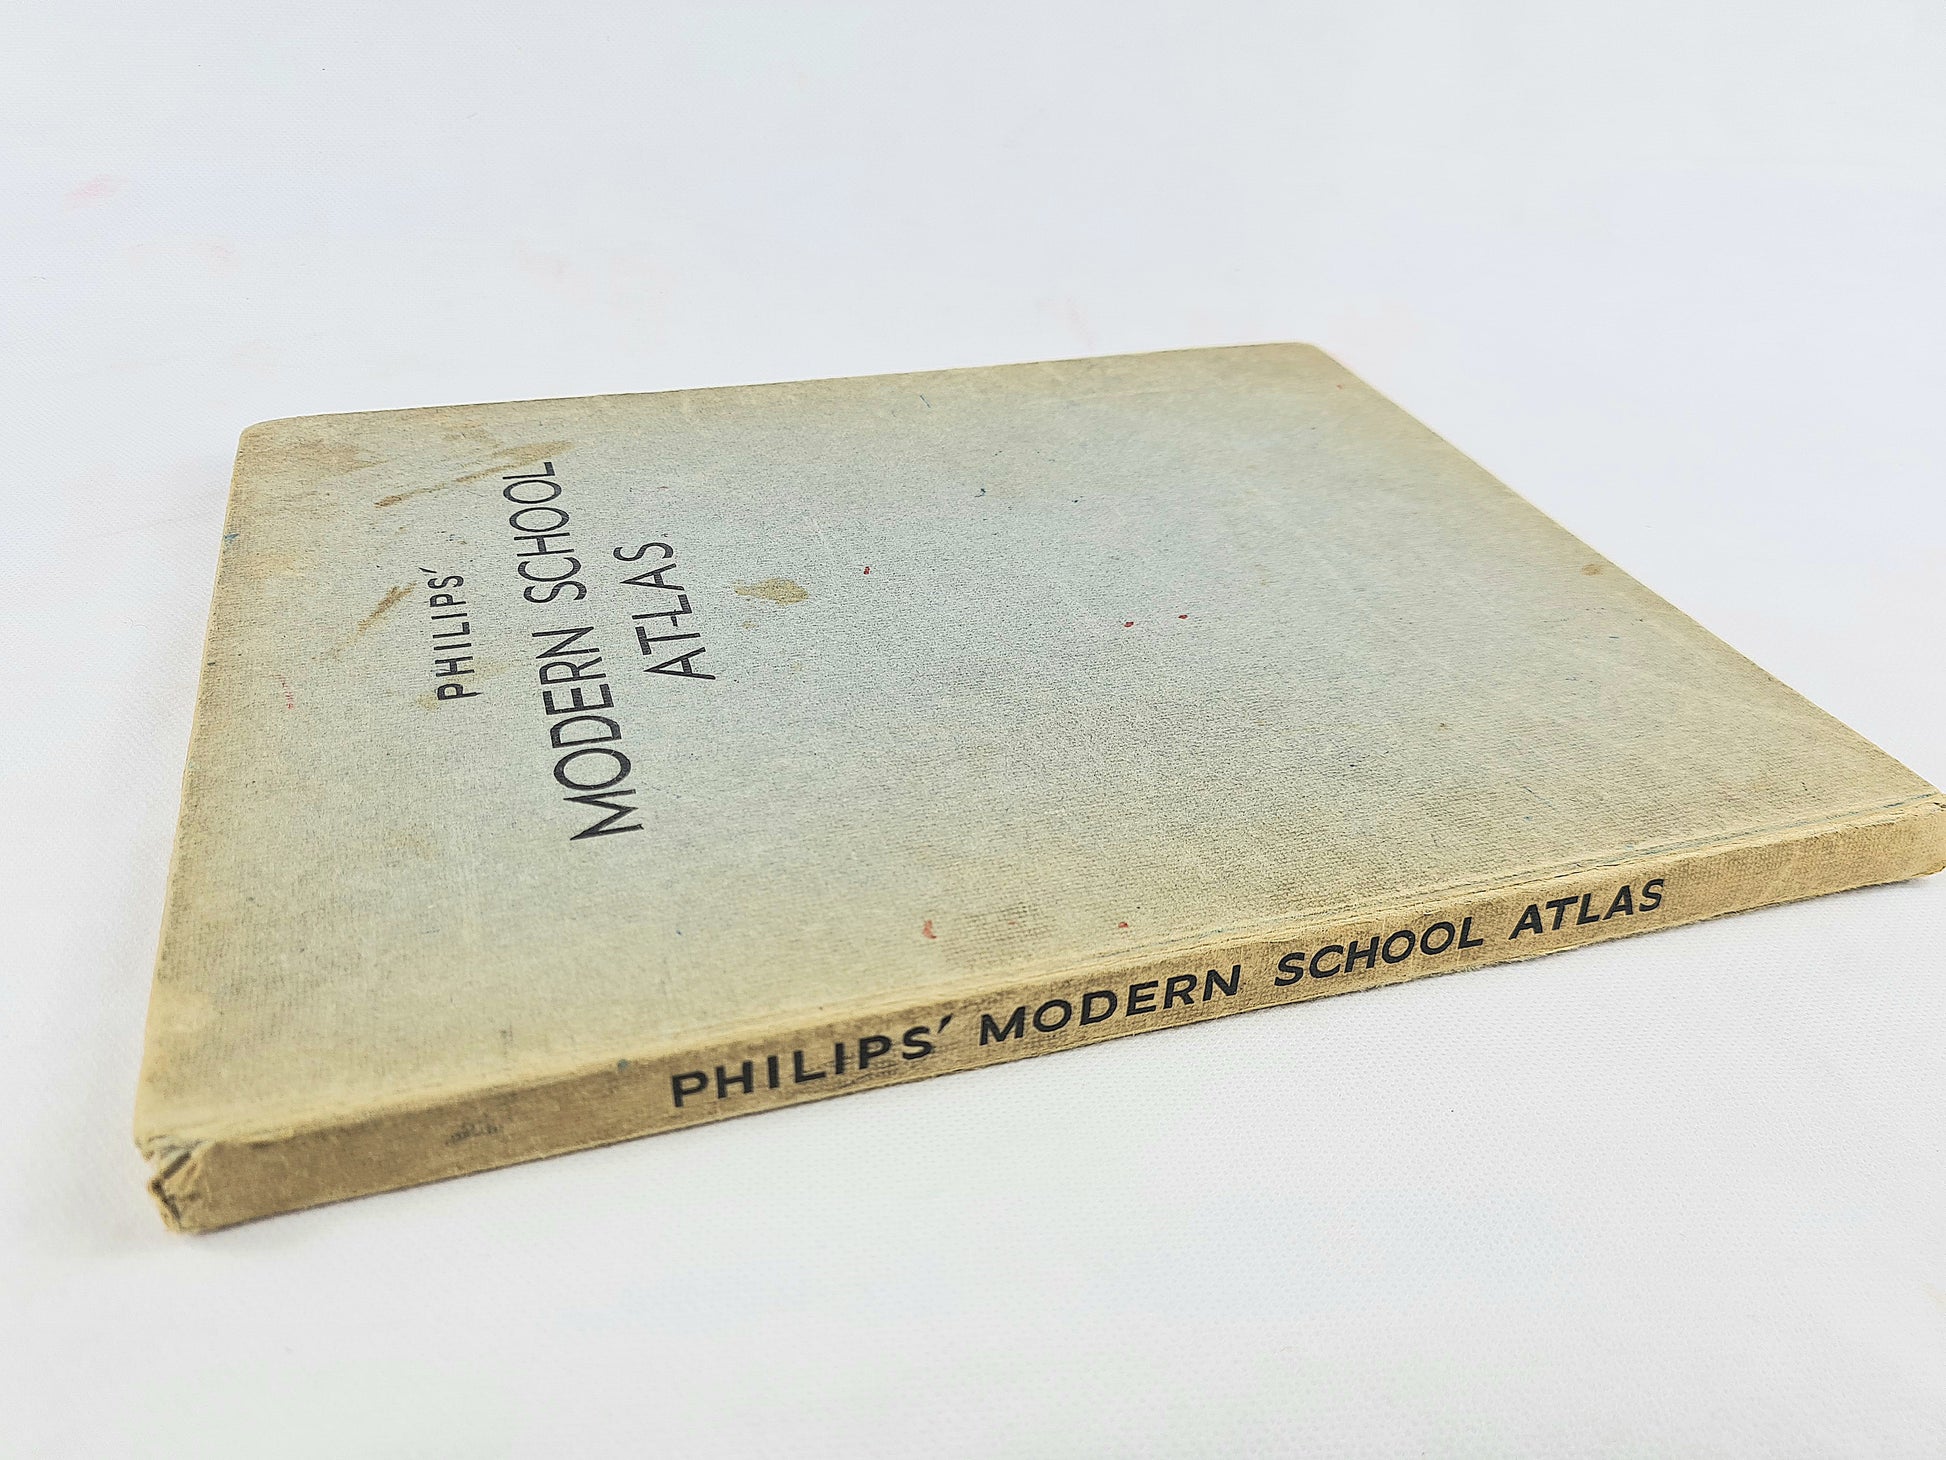 PHILIPS'
MODERN SCHOOL
ATLAS
PHILIPS' MODERN SCHOOL ATLAS